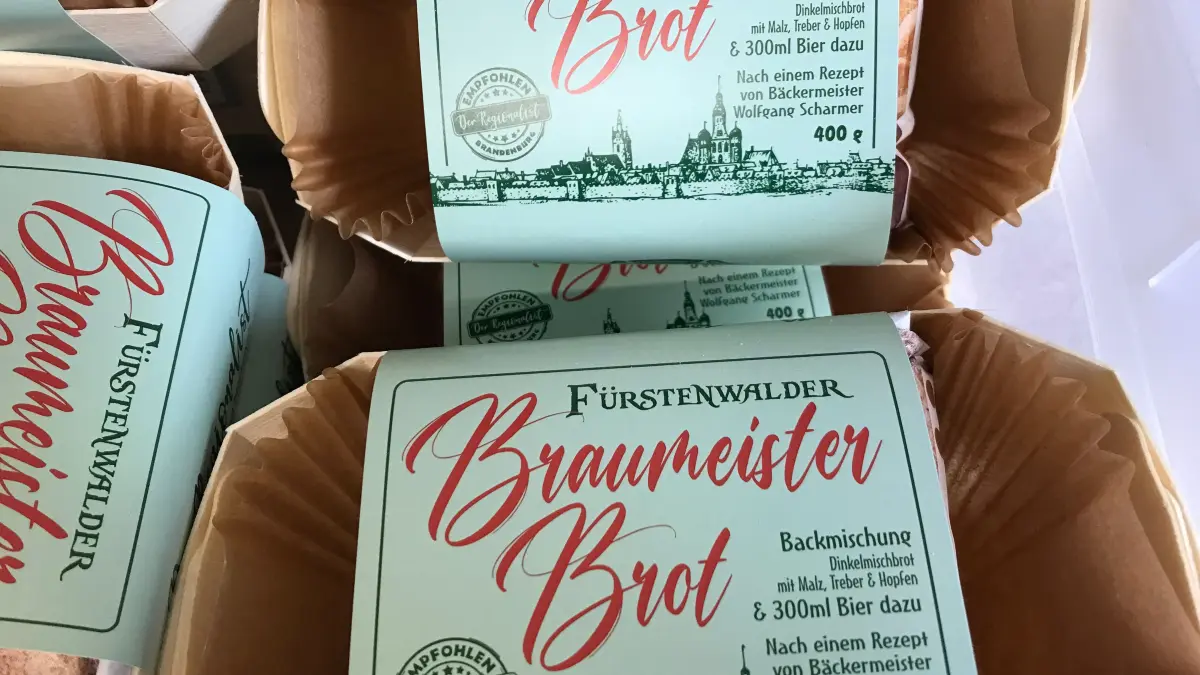 Brot
Dinkelmischbrot
mit Malz, Treber & Hopfen
& 300ml Bier dazu
Nach einem Rezept
von Bäckermeister
Wolfgang Scharmer
400 g
EMPFOHLEN
Der Regionalist
BRANDENBURG
Nach einem Rezept
von Bäckermeister
Wolfgang Scharmer
400 g
EMPFOHLEN
Der Regionalist
FÜRSTENWALDER
Braumeister
FÜRSTENWALDER
Braumeister
Brot
Backmischung
Dinkelmischbrot
mit Malz, Treber & Hopfen
& 300ml Bier dazu
Nach einem Rezept
von Bäckermeister
EMPFOHLEN